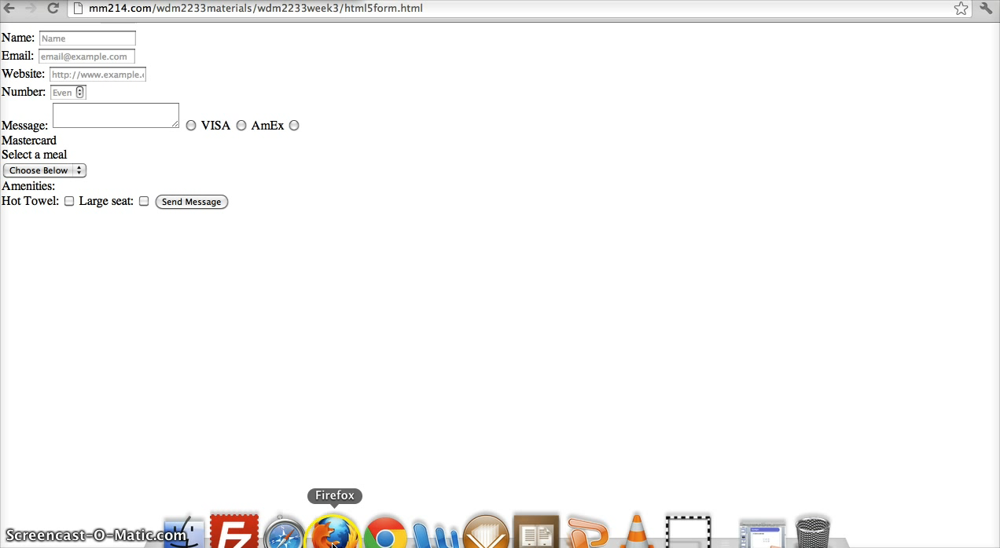 mm214.com/wdm2233materials/wdm2233week3/html5form.html
Name: Name
Email: email@example.com
Website: http://www.example.
Number: Even
Message: VISA AmEx
Mastercard
Select a meal
Choose Below
Amenities:
Hot Towel: Large seat: Send Message
Firefox
Fz
Screencast-O-Matic.com